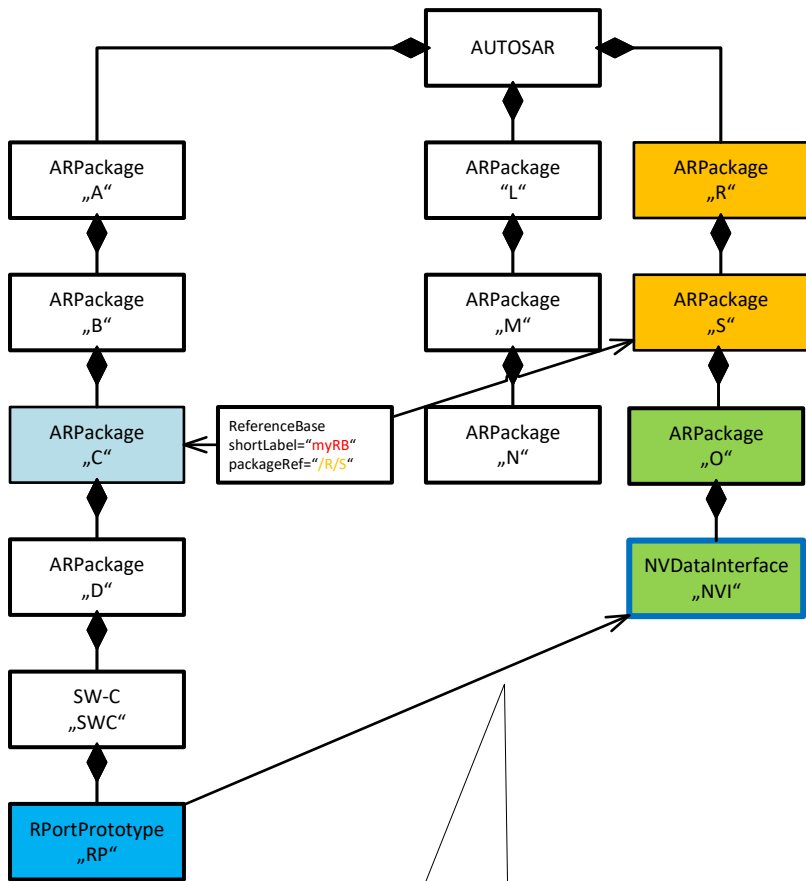 AUTOSAR
ARPackage
„A“
ARPackage
“L“
ARPackage
„R“
ARPackage
„B“
ARPackage
„M“
ARPackage
„S“
ARPackage
„C“
ReferenceBase
shortLabel=“myRB“
packageRef=“/R/S“
ARPackage
„N“
ARPackage
„O“
ARPackage
„D“
NVDataInterface
„NVI“
SW-C
„SWC“
RPortPrototype
„RP“